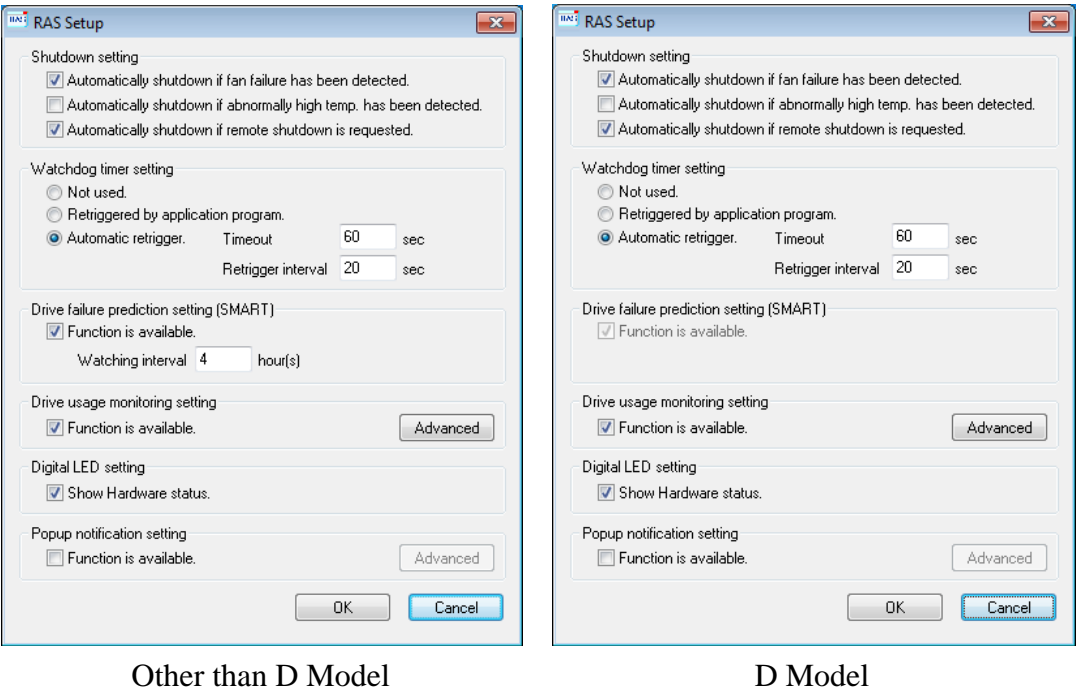 RAS Setup
Shutdown setting
Automatically shutdown if fan failure has been detected.
Automatically shutdown if abnormally high temp. has been detected.
Automatically shutdown if remote shutdown is requested.
Watchdog timer setting
Not used.
Retriggered by application program.
Automatic retrigger. Timeout 60 sec
Retrigger interval 20 sec
Drive failure prediction setting (SMART)
Function is available.
Watching interval 4 hour(s)
Drive usage monitoring setting
Function is available. Advanced
Digital LED setting
Show Hardware status.
Popup notification setting
Function is available. Advanced
OK Cancel
Other than D Model
RAS Setup
Shutdown setting
Automatically shutdown if fan failure has been detected.
Automatically shutdown if abnormally high temp. has been detected.
Automatically shutdown if remote shutdown is requested.
Watchdog timer setting
Not used.
Retriggered by application program.
Automatic retrigger. Timeout 60 sec
Retrigger interval 20 sec
Drive failure prediction setting (SMART)
Function is available.
Drive usage monitoring setting
Function is available. Advanced
Digital LED setting
Show Hardware status.
Popup notification setting
Function is available. Advanced
OK Cancel
D Model